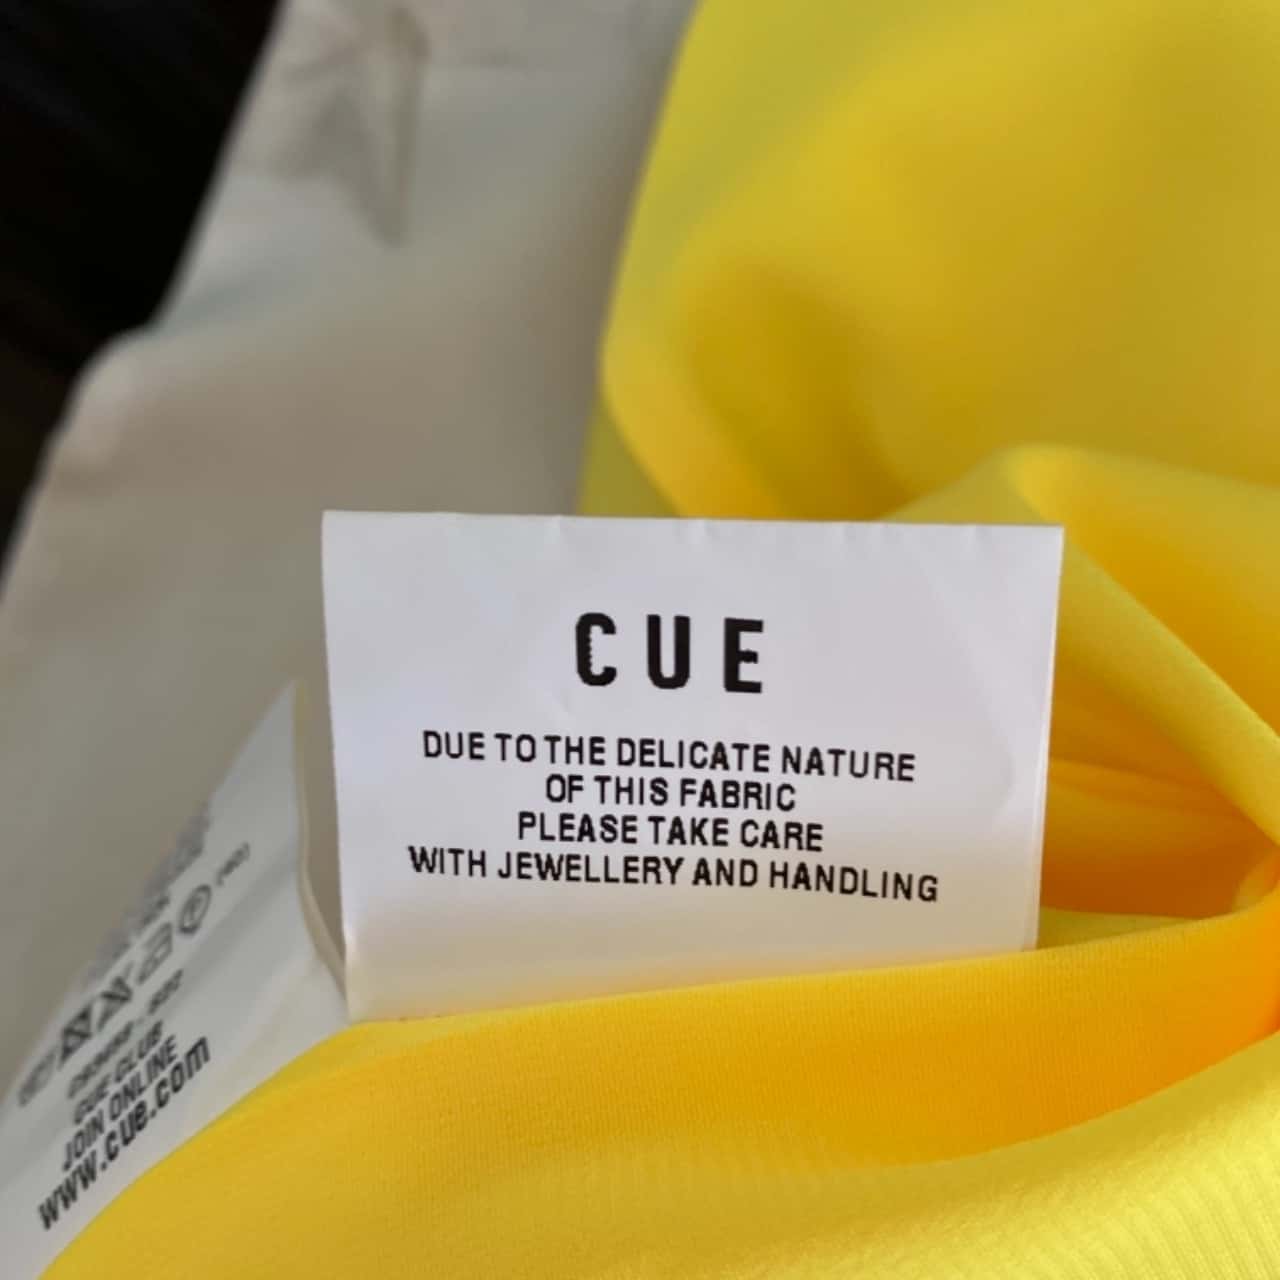 CUE
DUE TO THE DELICATE NATURE
OF THIS FABRIC
PLEASE TAKE CARE
WITH JEWELLERY AND HANDLING
CUE CLUB
JOIN ONLINE
www.cue.com